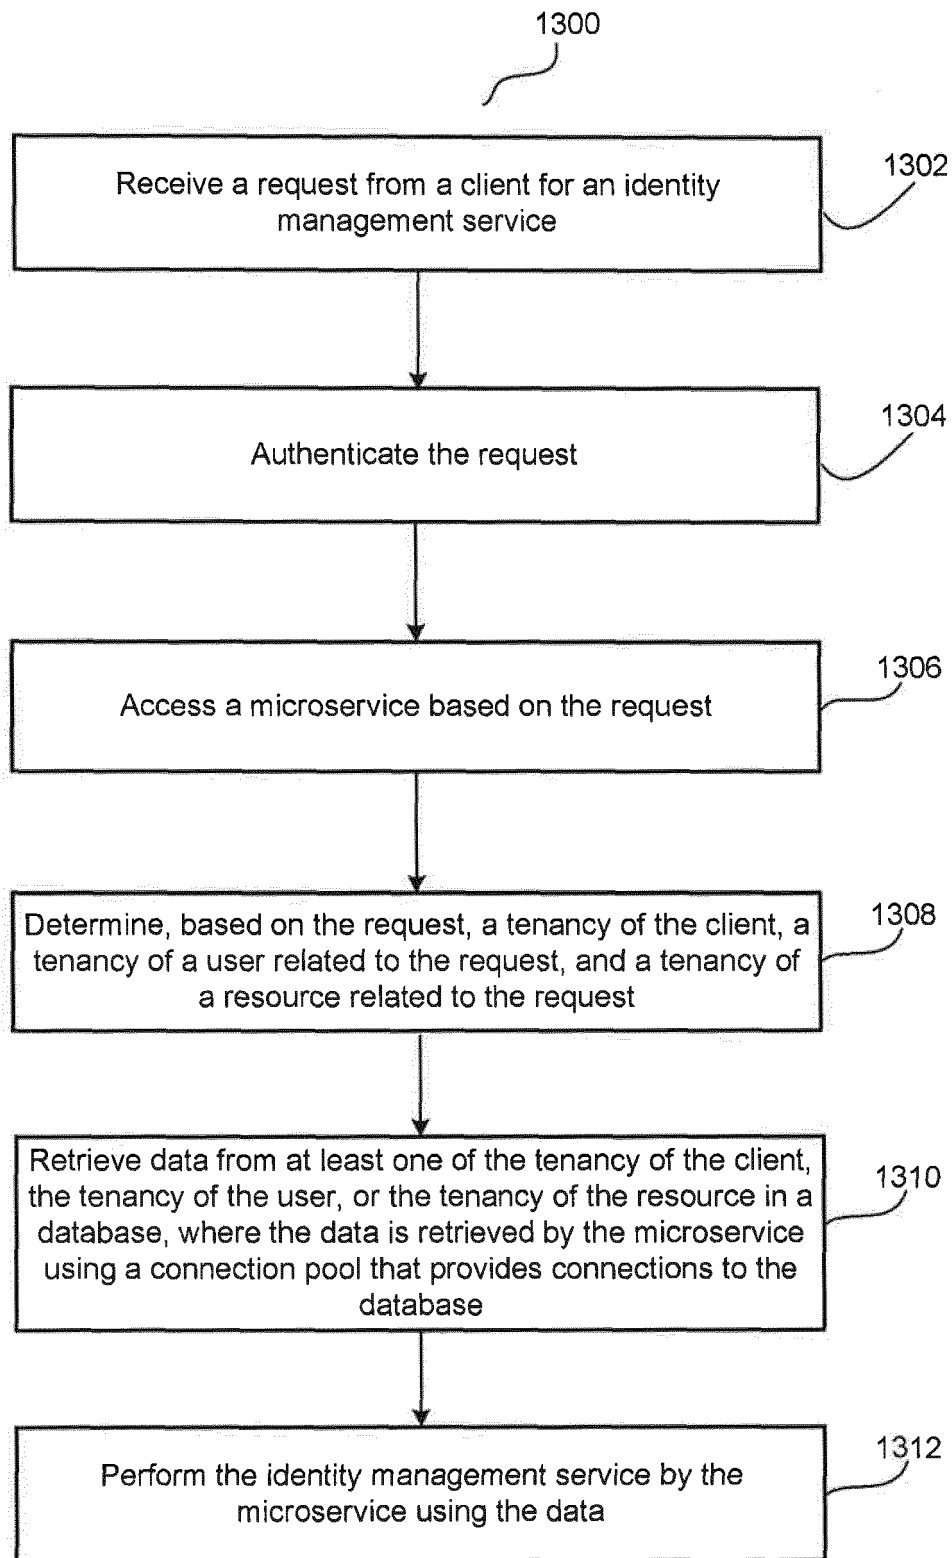 1300
Receive a request from a client for an identity
management service
1302
Authenticate the request
1304
Access a microservice based on the request
1306
Determine, based on the request, a tenancy of the client, a
tenancy of a user related to the request, and a tenancy of
a resource related to the request
1308
Retrieve data from at least one of the tenancy of the client,
the tenancy of the user, or the tenancy of the resource in a
database, where the data is retrieved by the microservice
using a connection pool that provides connections to the
database
1310
Perform the identity management service by the
microservice using the data
1312